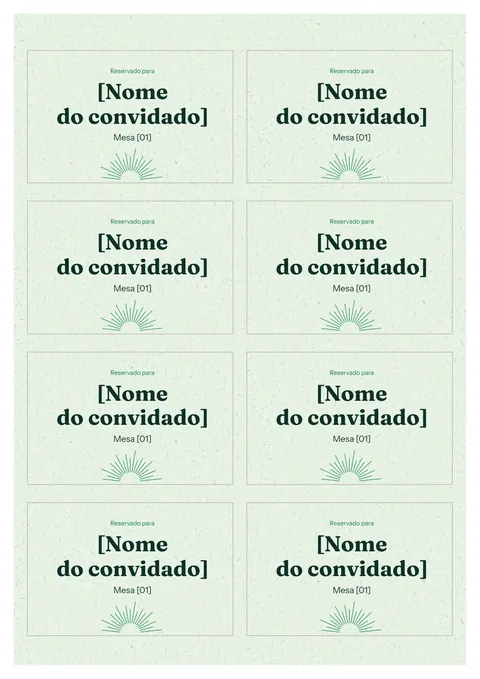 Reservado para
[Nome
do convidado]
Mesa [01]
Reservado para
[Nome
do convidado]
Mesa [01]
Reservado para
[Nome
do convidado]
Mesa [01]
Reservado para
[Nome
do convidado]
Mesa [01]
Reservado para
[Nome
do convidado]
Mesa [01]
Reservado para
[Nome
do convidado]
Mesa [01]
Reservado para
[Nome
do convidado]
Mesa [01]
Reservado para
[Nome
do convidado]
Mesa [01]